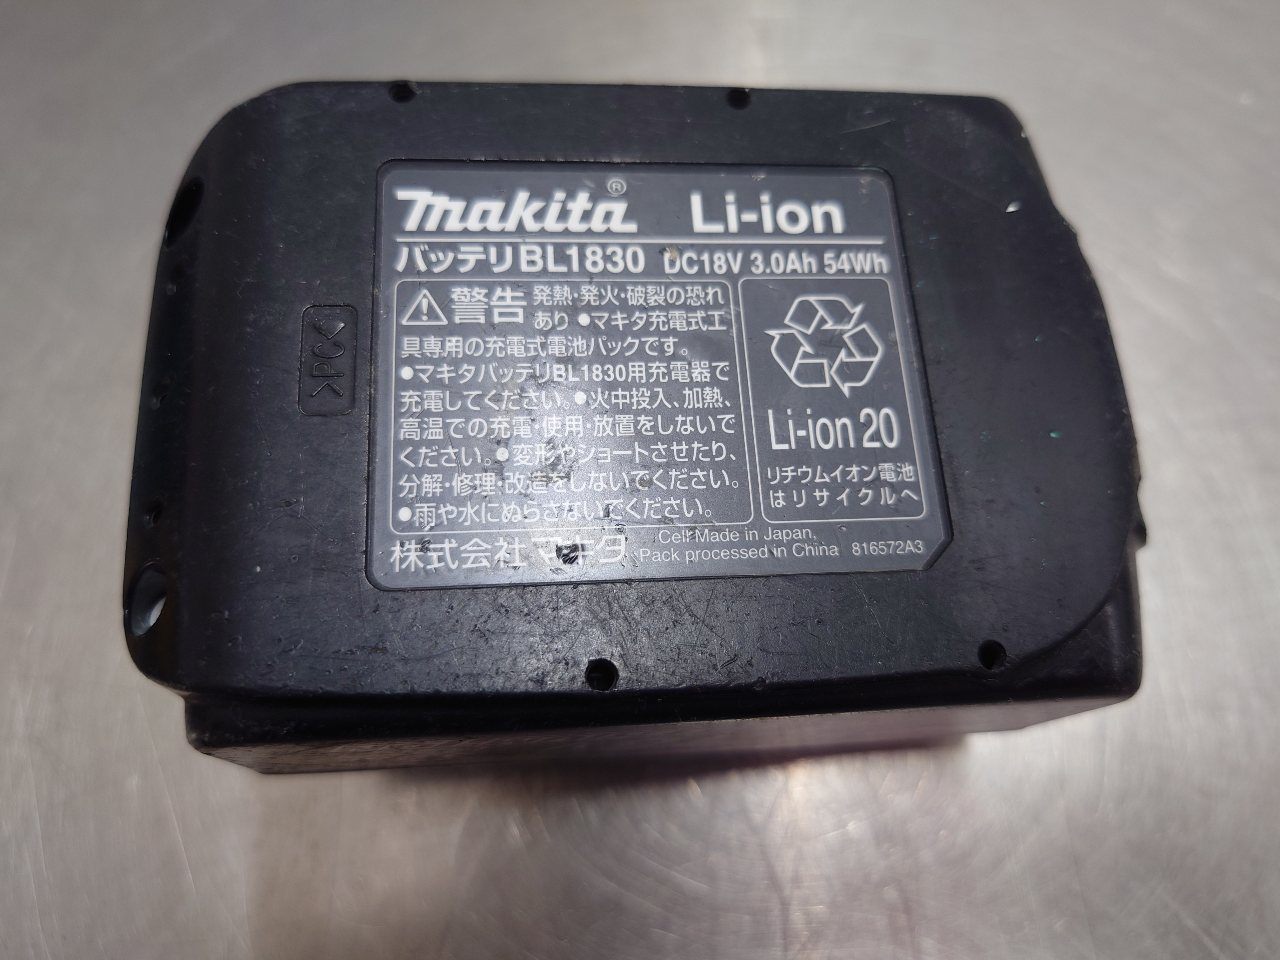 makita® Li-ion
バッテリBL1830 DC18V 3.0Ah 54Wh
警告 発熱・発火・破裂の恐れ
あり ●マキタ充電式工
具専用の充電式電池パックです。
●マキタバッテリBL1830用充電器で
充電してください。●火中投入、加熱、
高温での充電・使用・放置をしないで
ください。●変形やショートさせたり、
分解・修理・改造をしないでください。
●雨や水にぬらさないでください。
Li-ion 20
リチウムイオン電池
はリサイクルへ
株式会社マキタ
Cell Made in Japan,
Pack processed in China 816572A3
>PC<